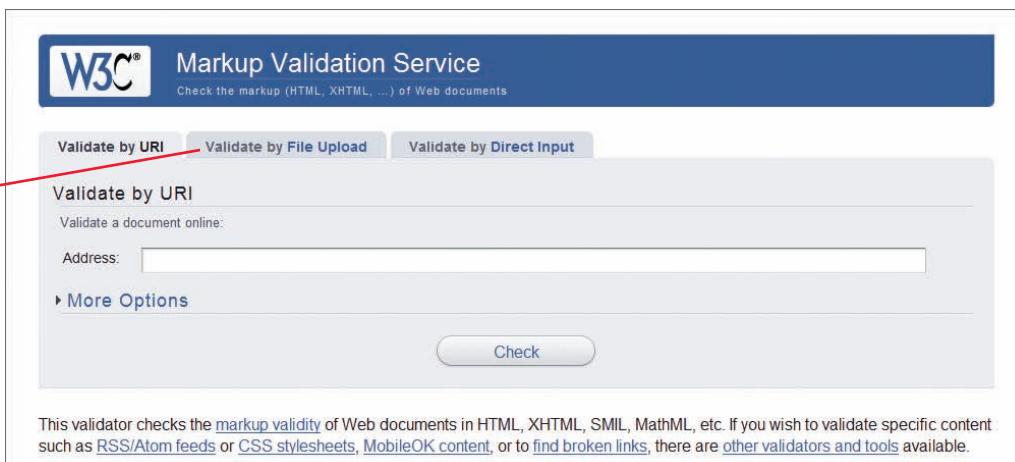 W3C®
Markup Validation Service
Check the markup (HTML, XHTML, ...) of Web documents
Validate by URI Validate by File Upload Validate by Direct Input
Validate by URI
Validate a document online:
Address:
More Options
Check
This validator checks the markup validity of Web documents in HTML, XHTML, SMIL, MathML, etc. If you wish to validate specific content
such as RSS/Atom feeds or CSS stylesheets, MobileOK content, or to find broken links, there are other validators and tools available.